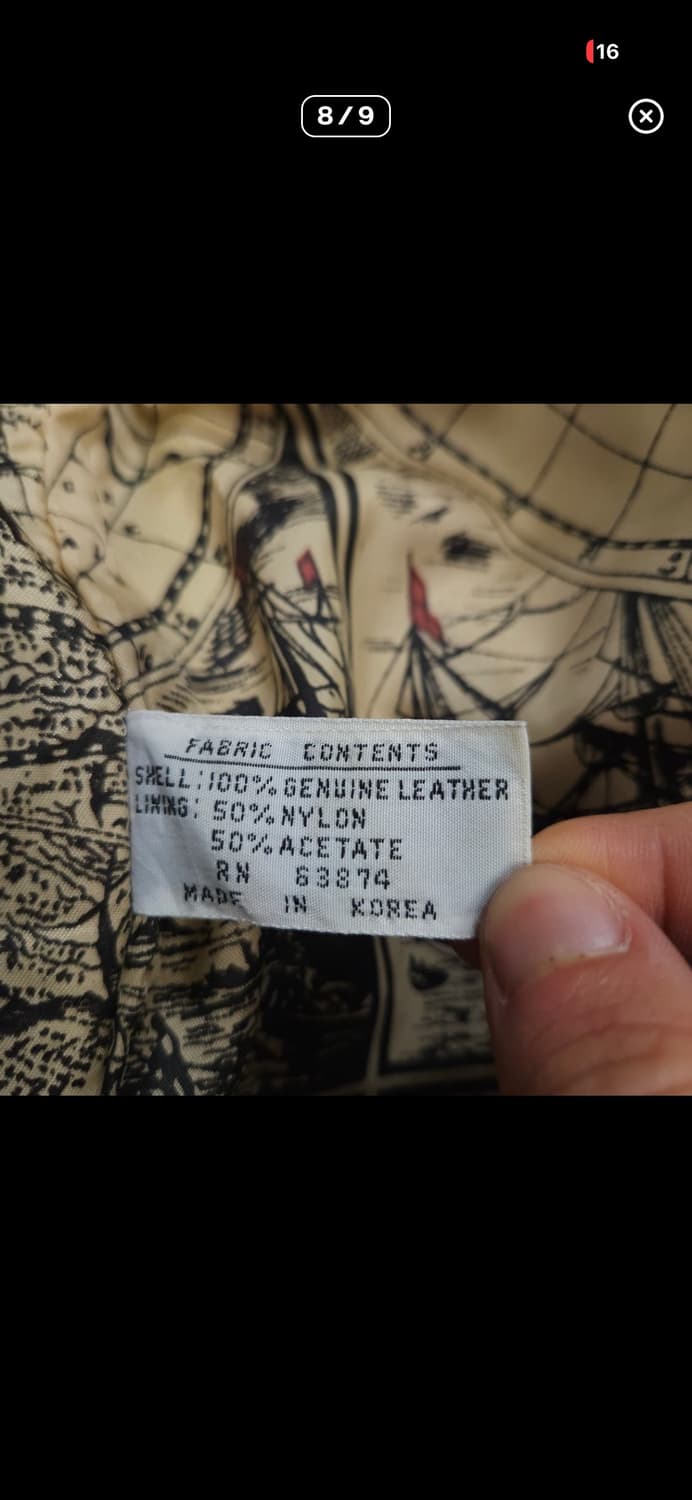 16
8/9
FABRIC CONTENTS
SHELL: 100% GENUINE LEATHER
LINING: 50% NYLON
50% ACETATE
RN 63874
MADE IN KOREA